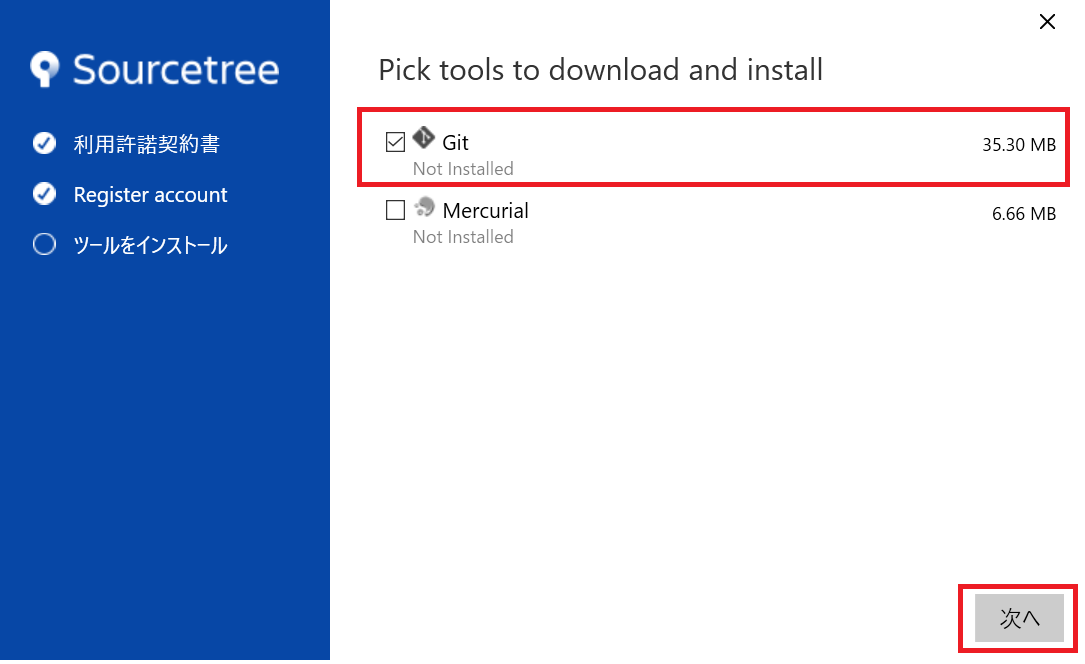 Sourcetree
利用許諾契約書
Register account
ツールをインストール
Pick tools to download and install
Git
35.30 MB
Not Installed
Mercurial
6.66 MB
Not Installed
次へ